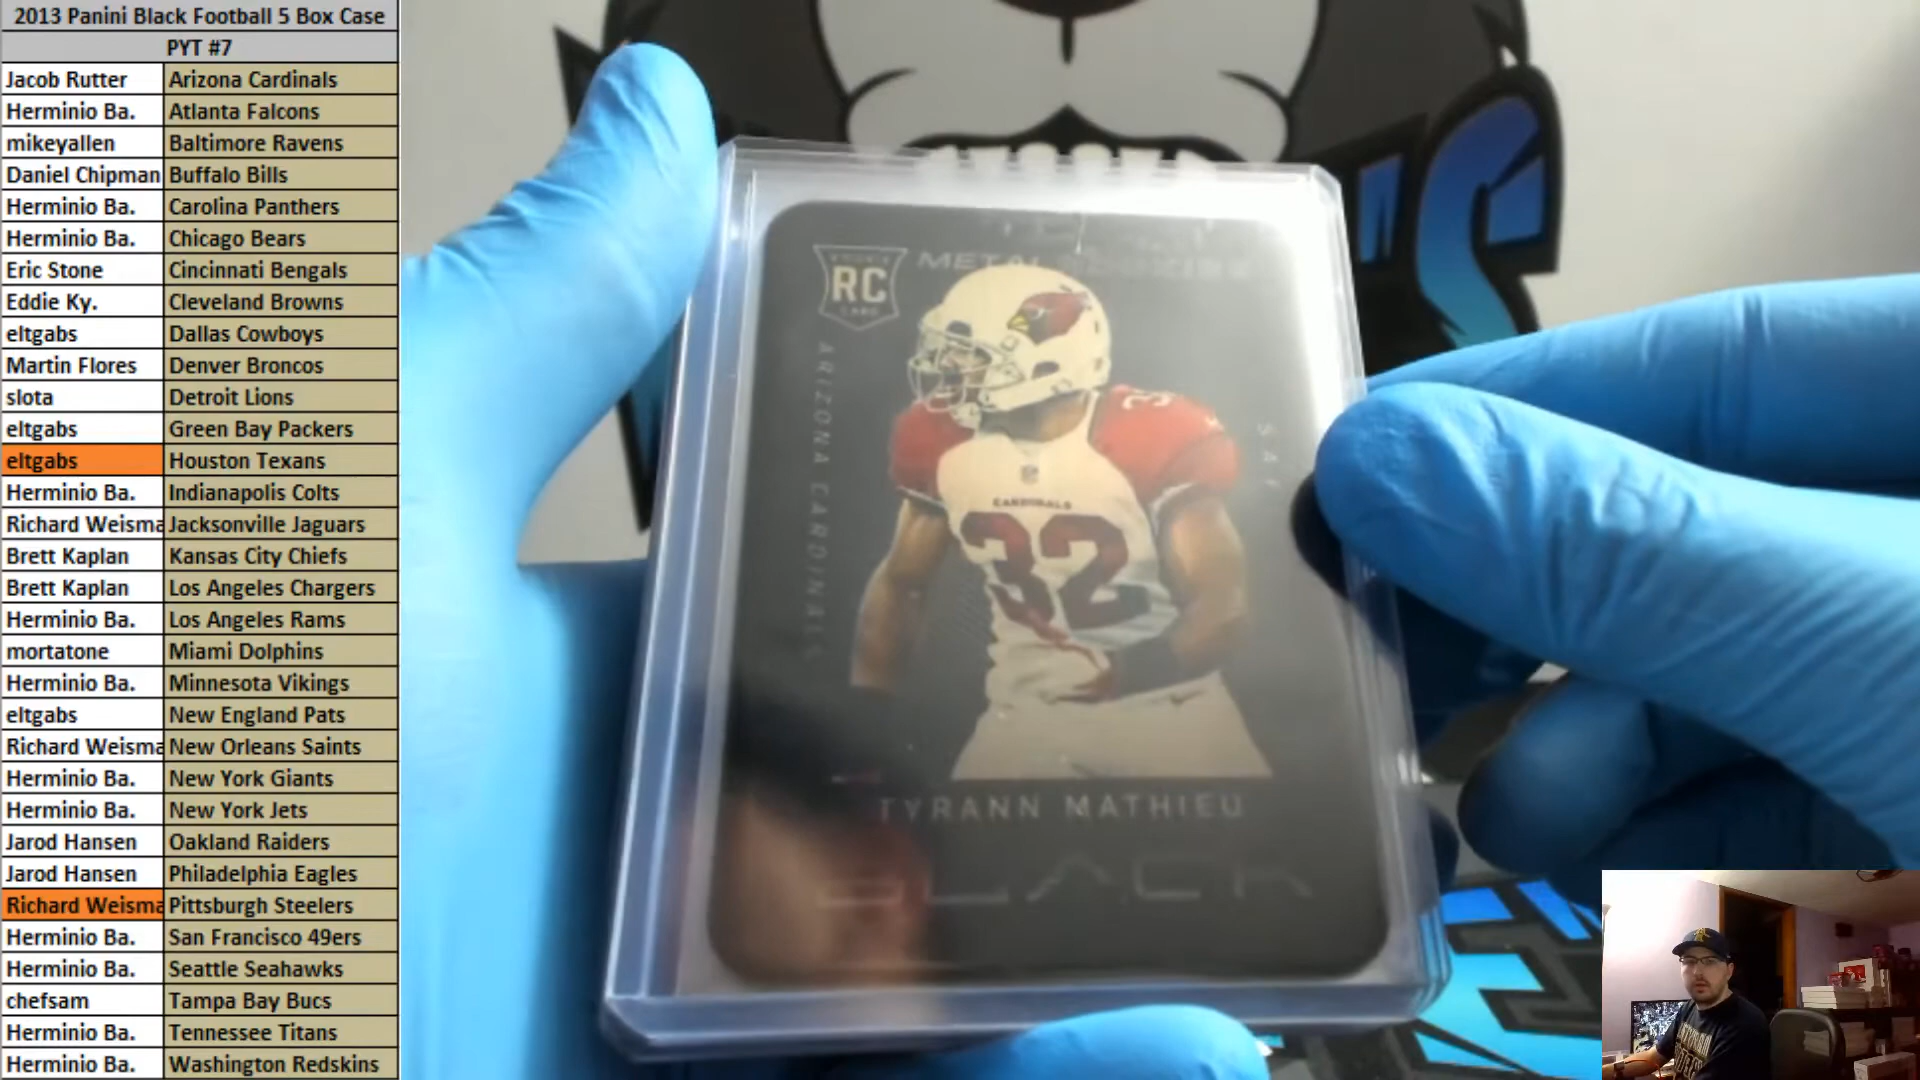 2013 Panini Black Football 5 Box Case
PYT #7
Jacob Rutter Arizona Cardinals
Herminio Ba. Atlanta Falcons
mikeyallen Baltimore Ravens
Daniel Chipman Buffalo Bills
Herminio Ba. Carolina Panthers
Herminio Ba. Chicago Bears
Eric Stone Cincinnati Bengals
Eddie Ky. Cleveland Browns
eltgabs Dallas Cowboys
Martin Flores Denver Broncos
slota Detroit Lions
eltgabs Green Bay Packers
eltgabs Houston Texans
Herminio Ba. Indianapolis Colts
Richard Weisma Jacksonville Jaguars
Brett Kaplan Kansas City Chiefs
Brett Kaplan Los Angeles Chargers
Herminio Ba. Los Angeles Rams
mortatone Miami Dolphins
Herminio Ba. Minnesota Vikings
eltgabs New England Pats
Richard Weisma New Orleans Saints
Herminio Ba. New York Giants
Herminio Ba. New York Jets
Jarod Hansen Oakland Raiders
Jarod Hansen Philadelphia Eagles
Richard Weisma Pittsburgh Steelers
Herminio Ba. San Francisco 49ers
Herminio Ba. Seattle Seahawks
chefsam Tampa Bay Bucs
Herminio Ba. Tennessee Titans
Herminio Ba. Washington Redskins
RC
CARD
METAL
ARIZONA CARDINALS
CARDINALS
32
TYRANN MATHIEU
BLACK
'S